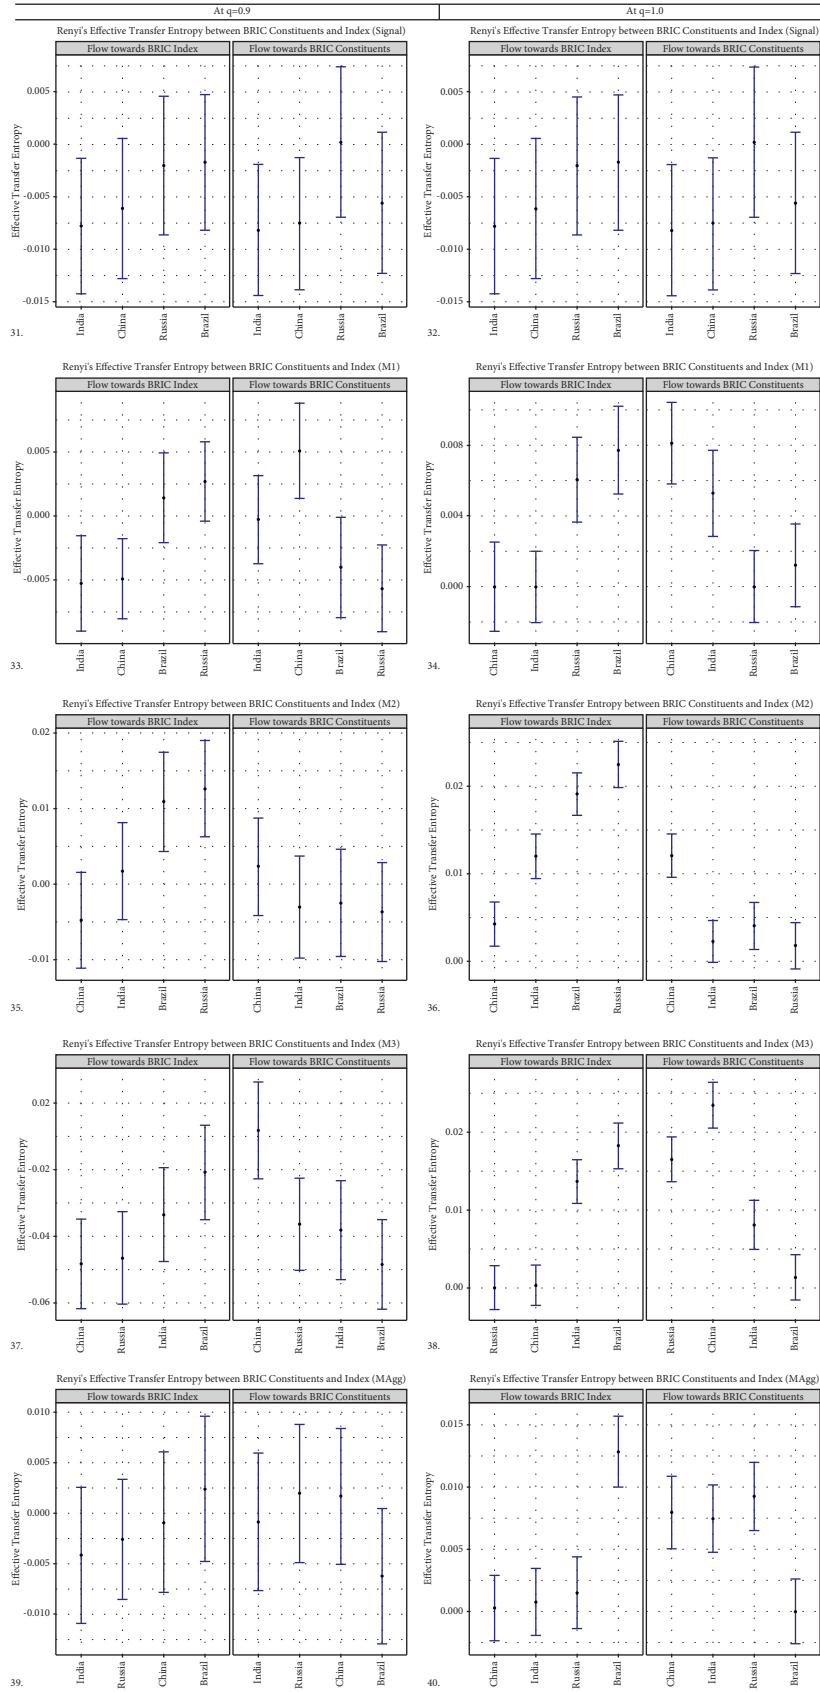 At q=0.9
At q=1.0
Renyi's Effective Transfer Entropy between BRIC Constituents and Index (Signal)
Flow towards BRIC Index
Flow towards BRIC Constituents
Effective Transfer Entropy
0.005
0.000
-0.005
-0.010
-0.015
India
China
Russia
Brazil
India
China
Russia
Brazil
31.
Renyi's Effective Transfer Entropy between BRIC Constituents and Index (Signal)
Flow towards BRIC Index
Flow towards BRIC Constituents
Effective Transfer Entropy
0.005
0.000
-0.005
-0.010
-0.015
India
China
Russia
Brazil
India
China
Russia
Brazil
32.
Renyi's Effective Transfer Entropy between BRIC Constituents and Index (M1)
Flow towards BRIC Index
Flow towards BRIC Constituents
Effective Transfer Entropy
0.005
0.000
-0.005
India
China
Brazil
Russia
India
China
Brazil
Russia
33.
Renyi's Effective Transfer Entropy between BRIC Constituents and Index (M1)
Flow towards BRIC Index
Flow towards BRIC Constituents
Effective Transfer Entropy
0.008
0.004
0.000
China
India
Russia
Brazil
China
India
Russia
Brazil
34.
Renyi's Effective Transfer Entropy between BRIC Constituents and Index (M2)
Flow towards BRIC Index
Flow towards BRIC Constituents
Effective Transfer Entropy
0.02
0.01
0.00
-0.01
China
India
Brazil
Russia
China
India
Brazil
Russia
35.
Renyi's Effective Transfer Entropy between BRIC Constituents and Index (M2)
Flow towards BRIC Index
Flow towards BRIC Constituents
Effective Transfer Entropy
0.02
0.01
0.00
China
India
Brazil
Russia
China
India
Brazil
Russia
36.
Renyi's Effective Transfer Entropy between BRIC Constituents and Index (M3)
Flow towards BRIC Index
Flow towards BRIC Constituents
Effective Transfer Entropy
0.02
-0.02
-0.04
-0.06
China
Russia
India
Brazil
China
Russia
India
Brazil
37.
Renyi's Effective Transfer Entropy between BRIC Constituents and Index (M3)
Flow towards BRIC Index
Flow towards BRIC Constituents
Effective Transfer Entropy
0.02
0.01
0.00
Russia
China
India
Brazil
Russia
China
India
Brazil
38.
Renyi's Effective Transfer Entropy between BRIC Constituents and Index (MAgg)
Flow towards BRIC Index
Flow towards BRIC Constituents
Effective Transfer Entropy
0.010
0.005
0.000
-0.005
-0.010
India
Russia
China
Brazil
India
Russia
China
Brazil
39.
Renyi's Effective Transfer Entropy between BRIC Constituents and Index (MAgg)
Flow towards BRIC Index
Flow towards BRIC Constituents
Effective Transfer Entropy
0.015
0.010
0.005
0.000
China
India
Russia
Brazil
China
India
Russia
Brazil
40.